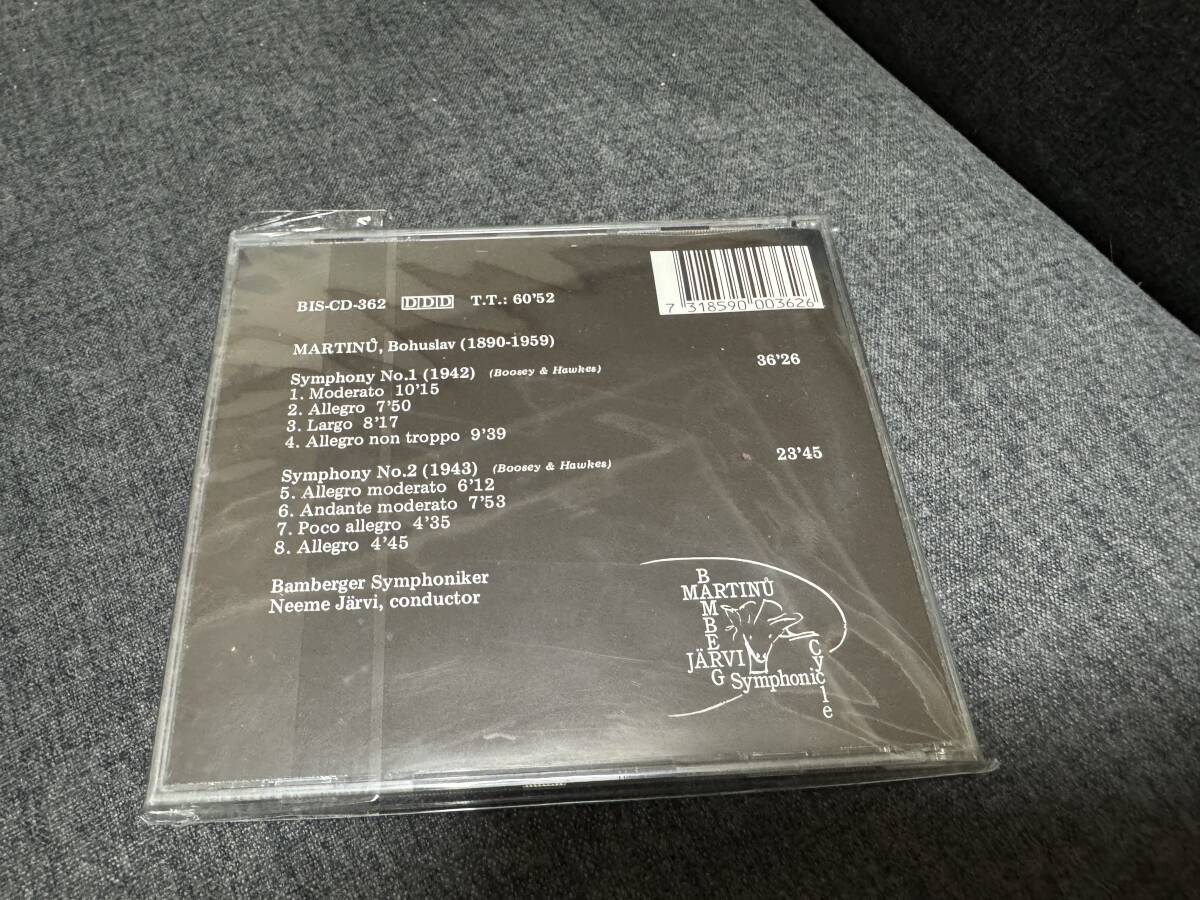 BIS-CD-362 DDD T.T.: 60'52
7 318590 003626
MARTINŮ, Bohuslav (1890-1959)
Symphony No.1 (1942) (Boosey & Hawkes) 36'26
1. Moderato 10'15
2. Allegro 7'50
3. Largo 8'17
4. Allegro non troppo 9'39
Symphony No.2 (1943) (Boosey & Hawkes) 23'45
5. Allegro moderato 6'12
6. Andante moderato 7'53
7. Poco allegro 4'35
8. Allegro 4'45
Bamberger Symphoniker
Neeme Järvi, conductor
BAMBERG
MARTINŮ
JÄRVI
Symphonic
Cycle